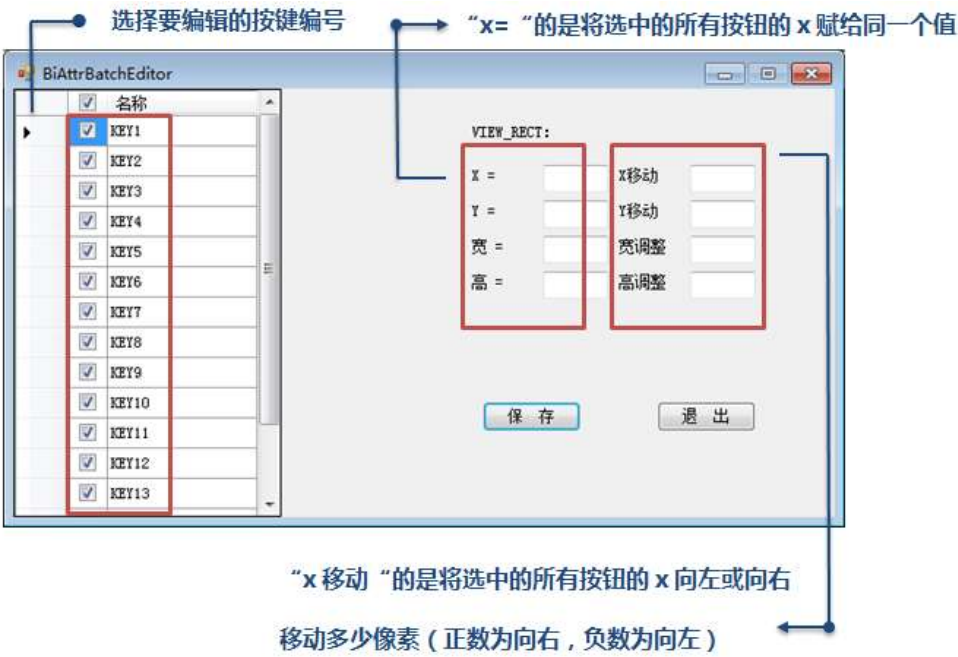 选择要编辑的按键编号
“x=“的是将选中的所有按钮的 x 赋给同一个值
BiAttrBatchEditor
名称
KEY1
KEY2
KEY3
KEY4
KEY5
KEY6
KEY7
KEY8
KEY9
KEY10
KEY11
KEY12
KEY13
VIEW_RECT:
X = X移动
Y = Y移动
宽 = 宽调整
高 = 高调整
保 存 退 出
“x 移动“的是将选中的所有按钮的 x 向左或向右
移动多少像素（正数为向右，负数为向左）